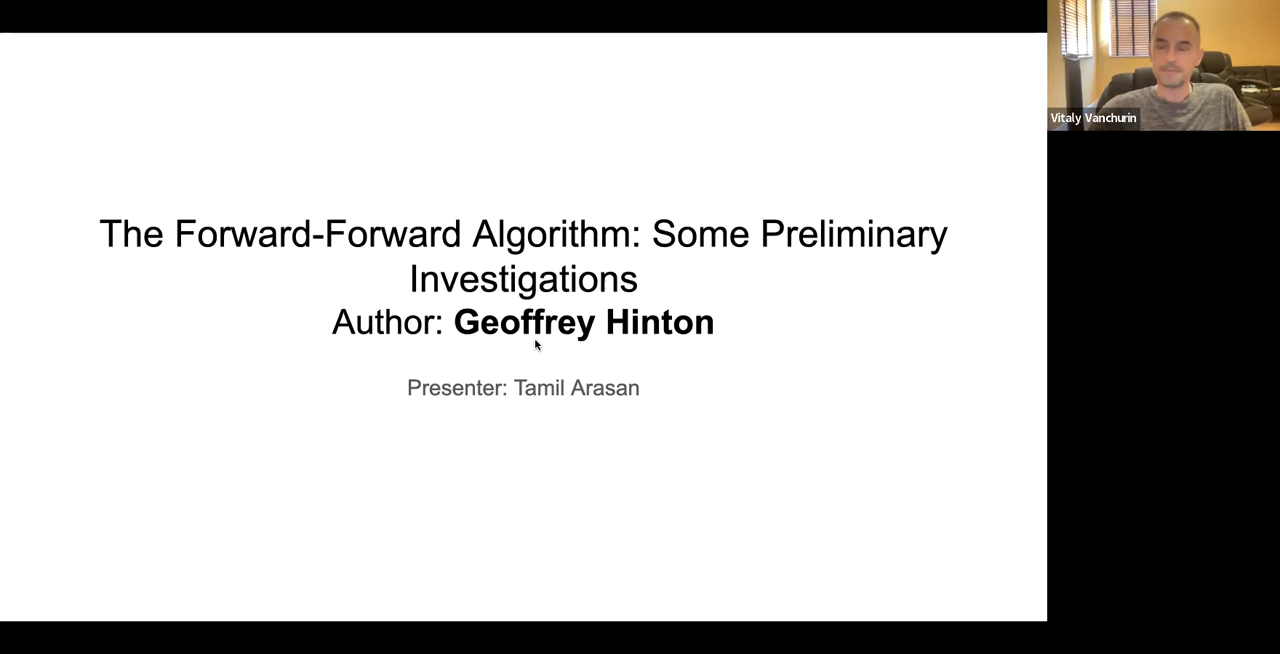 The Forward-Forward Algorithm: Some Preliminary
Investigations
Author: Geoffrey Hinton
Presenter: Tamil Arasan
Vitaly Vanchurin